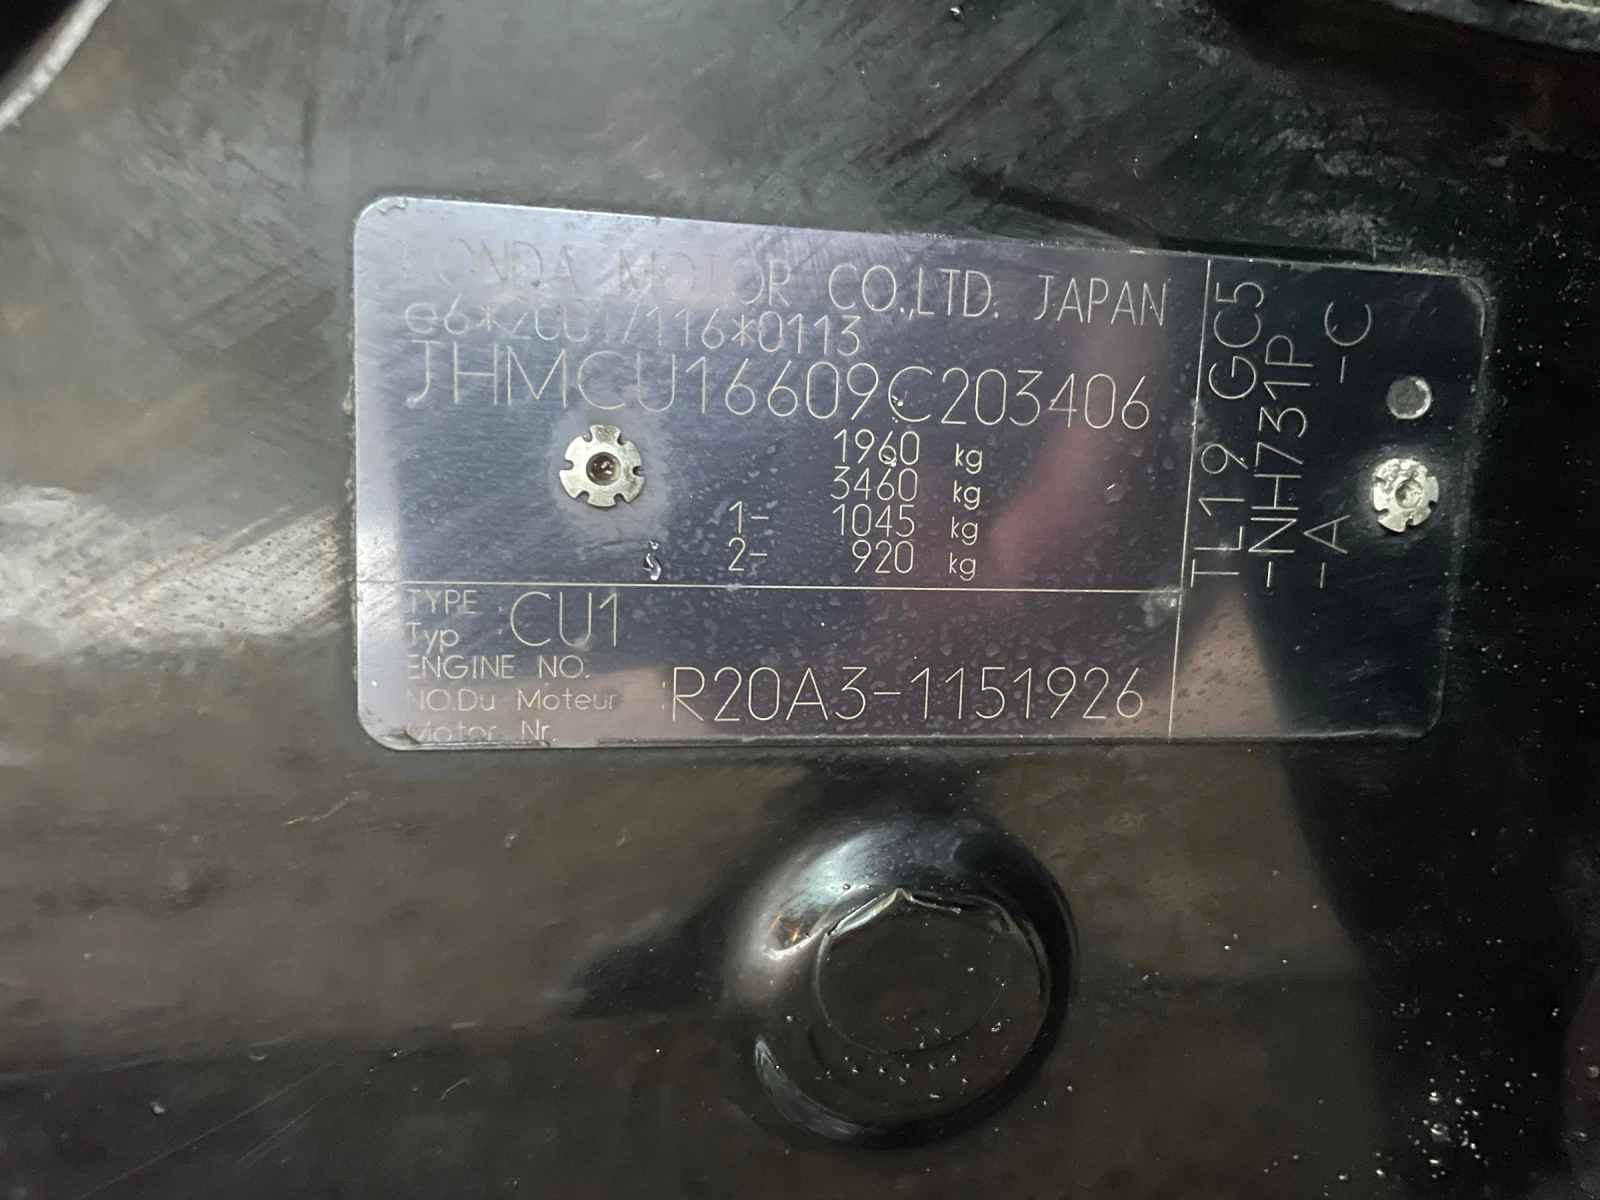 HONDA MOTOR CO.,LTD. JAPAN
e6*2001/116*0113
JHMCU16609C203406
1960 kg
3460 kg
1- 1045 kg
2- 920 kg
TYPE
Typ : CU1
ENGINE NO.
NO.Du Moteur : R20A3-1151926
Motor Nr.
TL19 GC5
-NH731P
-A -C